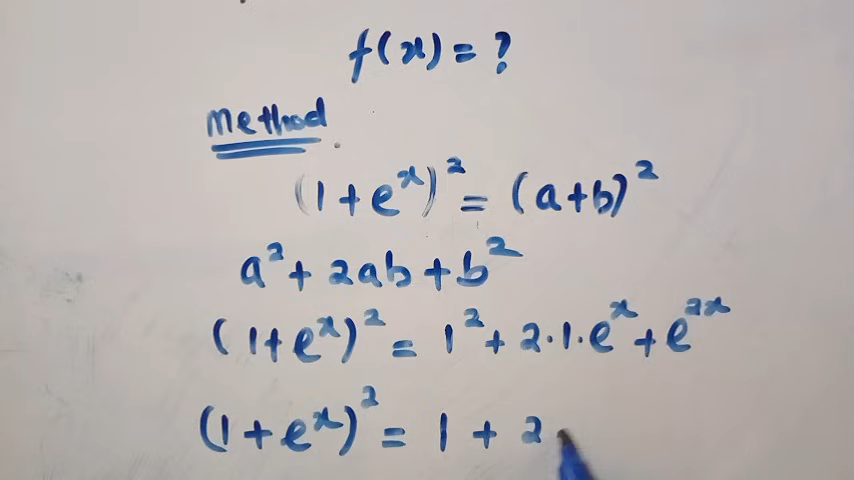 f(x) = ?
Method
(1 + e^x)^2 = (a+b)^2
a^2 + 2ab + b^2
(1 + e^x)^2 = 1^2 + 2·1·e^x + e^2x
(1 + e^x)^2 = 1 + 2